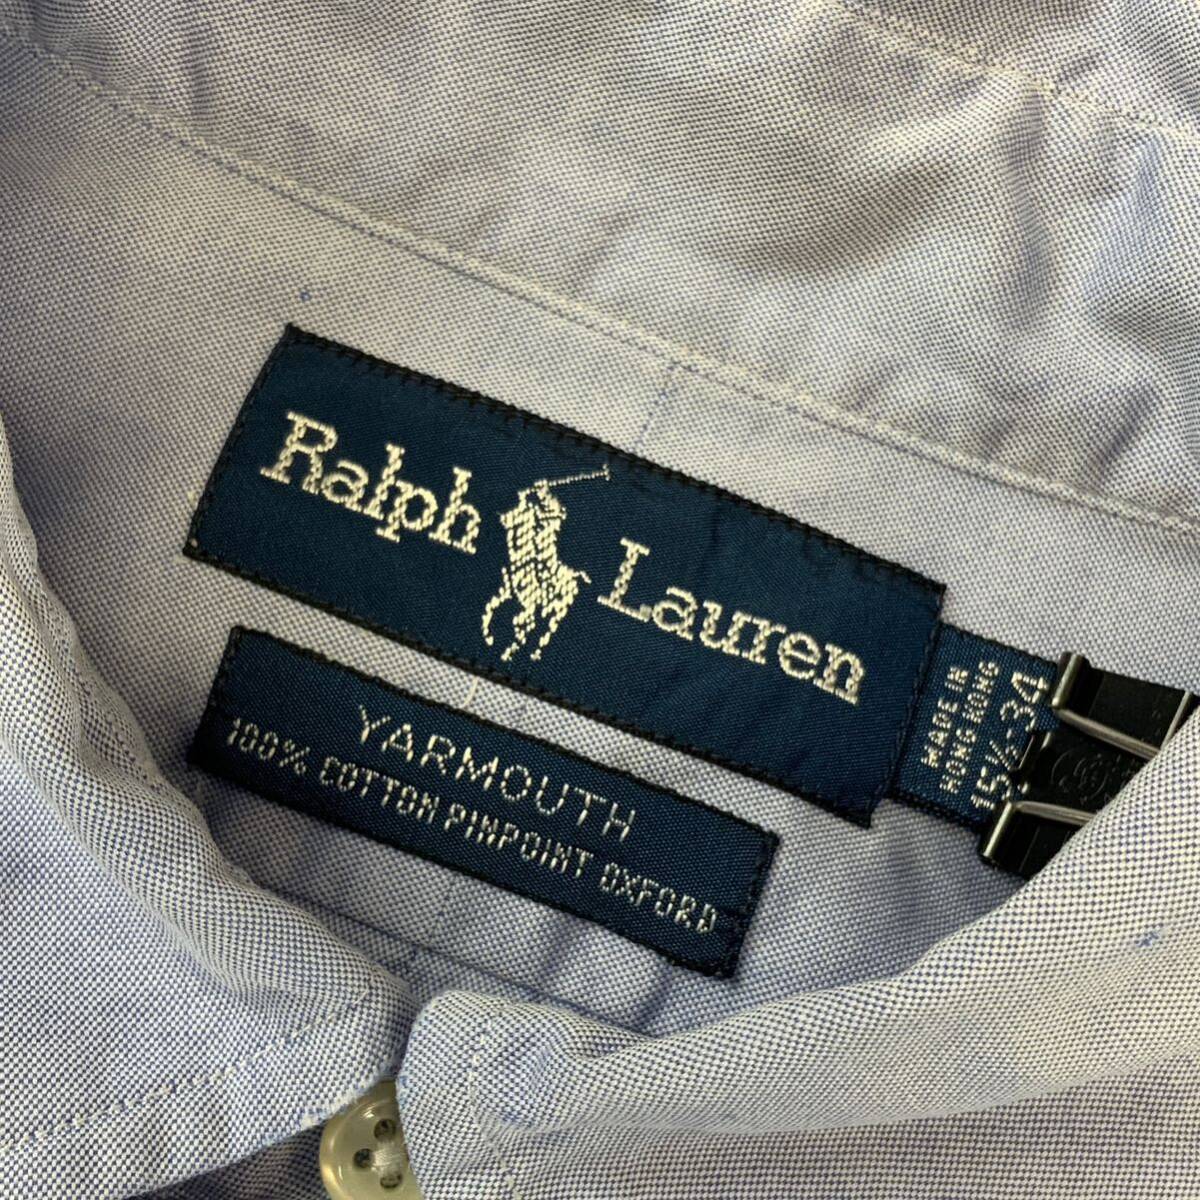 Ralph Lauren
MADE IN
HONG KONG
15½-34
YARMOUTH
100% COTTON PINPOINT OXFORD